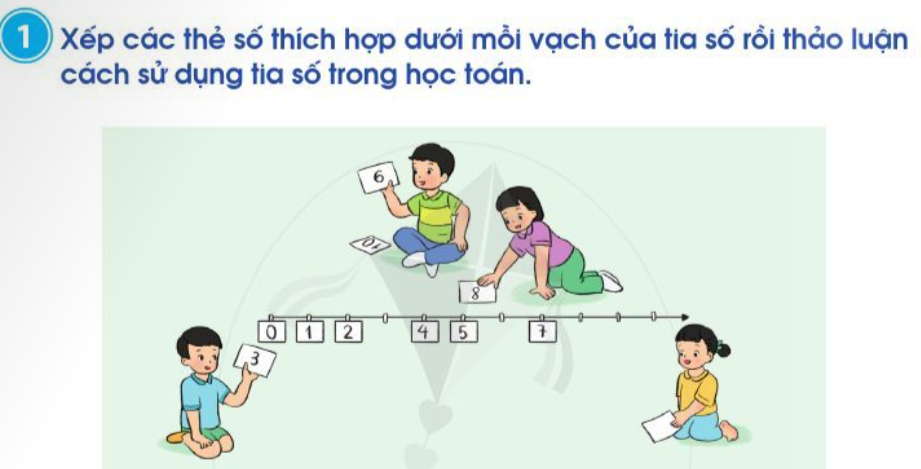 1 Xếp các thẻ số thích hợp dưới mỗi vạch của tia số rồi thảo luận
cách sử dụng tia số trong học toán.
6
10
8
0 1 2 4 5 7
3